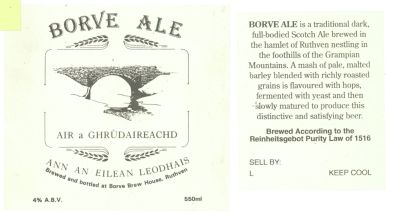 BORVE ALE
AIR a GHRÙDAIREACHD
ANN AN EILEAN LEODHAIS
Brewed and bottled at Borve Brew House, Ruthven
4% A.B.V.
550ml
BORVE ALE is a traditional dark,
full-bodied Scotch Ale brewed in
the hamlet of Ruthven nestling in
the foothills of the Grampian
Mountains. A mash of pale, malted
barley blended with richly roasted
grains is flavoured with hops,
fermented with yeast and then
slowly matured to produce this
distinctive and satisfying beer.
Brewed According to the
Reinheitsgebot Purity Law of 1516
SELL BY:
L
KEEP COOL